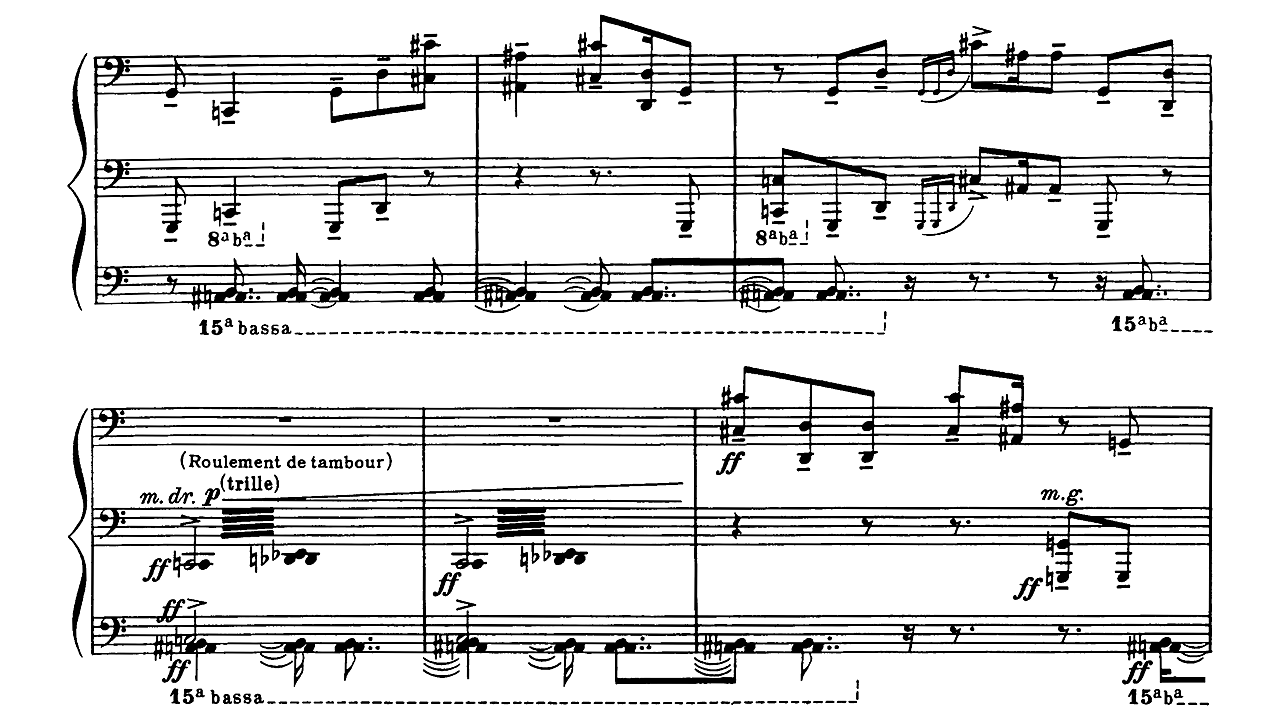 8ª bª
8ª bª
15ª bassa
15ª bª
(Roulement de tambour)
m. dr. p (trille)
ff
ff
ff
m.g.
ff
ff
ff
ff
15ª bassa
15ª bª